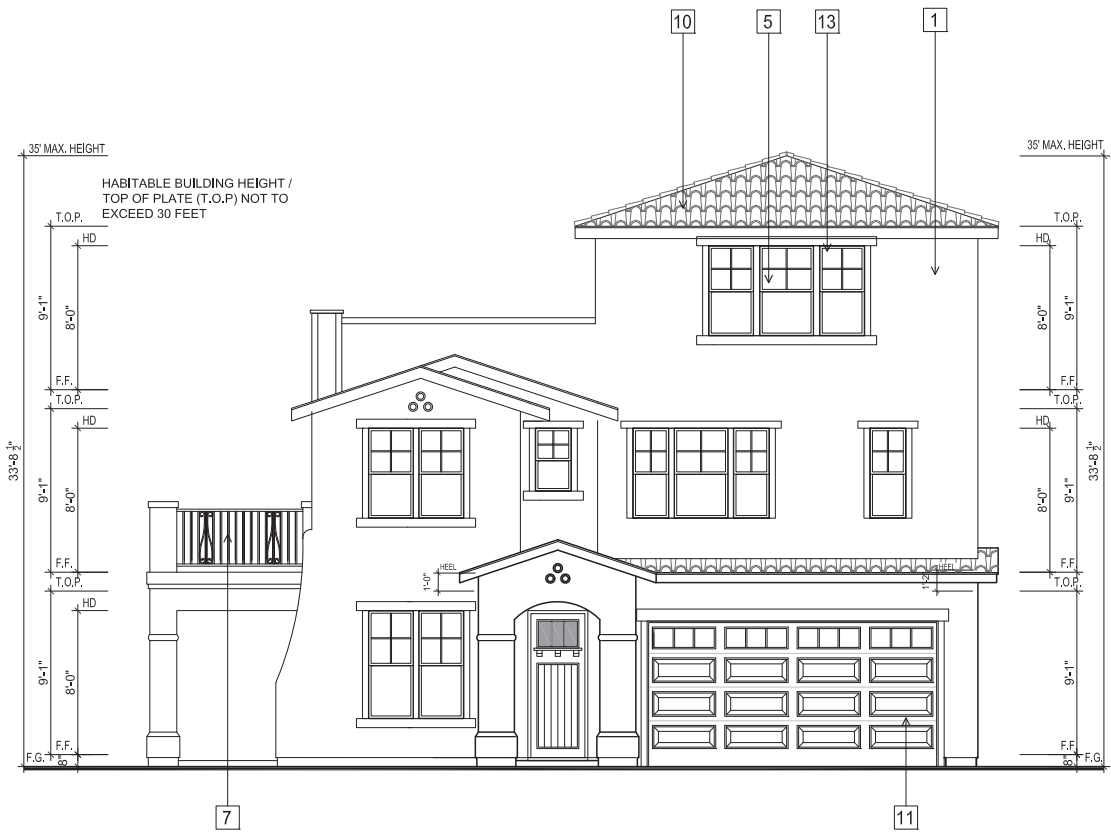 10
5
13
1
35' MAX. HEIGHT
35' MAX. HEIGHT
HABITABLE BUILDING HEIGHT /
TOP OF PLATE (T.O.P) NOT TO
EXCEED 30 FEET
T.O.P.
T.O.P.
HD
HD
9'-1"
8'-0"
8'-0"
9'-1"
F.F.
F.F.
T.O.P.
T.O.P.
HD
HD
33'-8 1/2"
9'-1"
8'-0"
8'-0"
9'-1"
33'-8 1/2"
F.F.
HEEL
HEEL
F.F.
T.O.P.
1'-0"
1'-2"
T.O.P.
HD
9'-1"
8'-0"
9'-1"
F.F.
F.F.
F.G.
8"
8"
F.G.
7
11